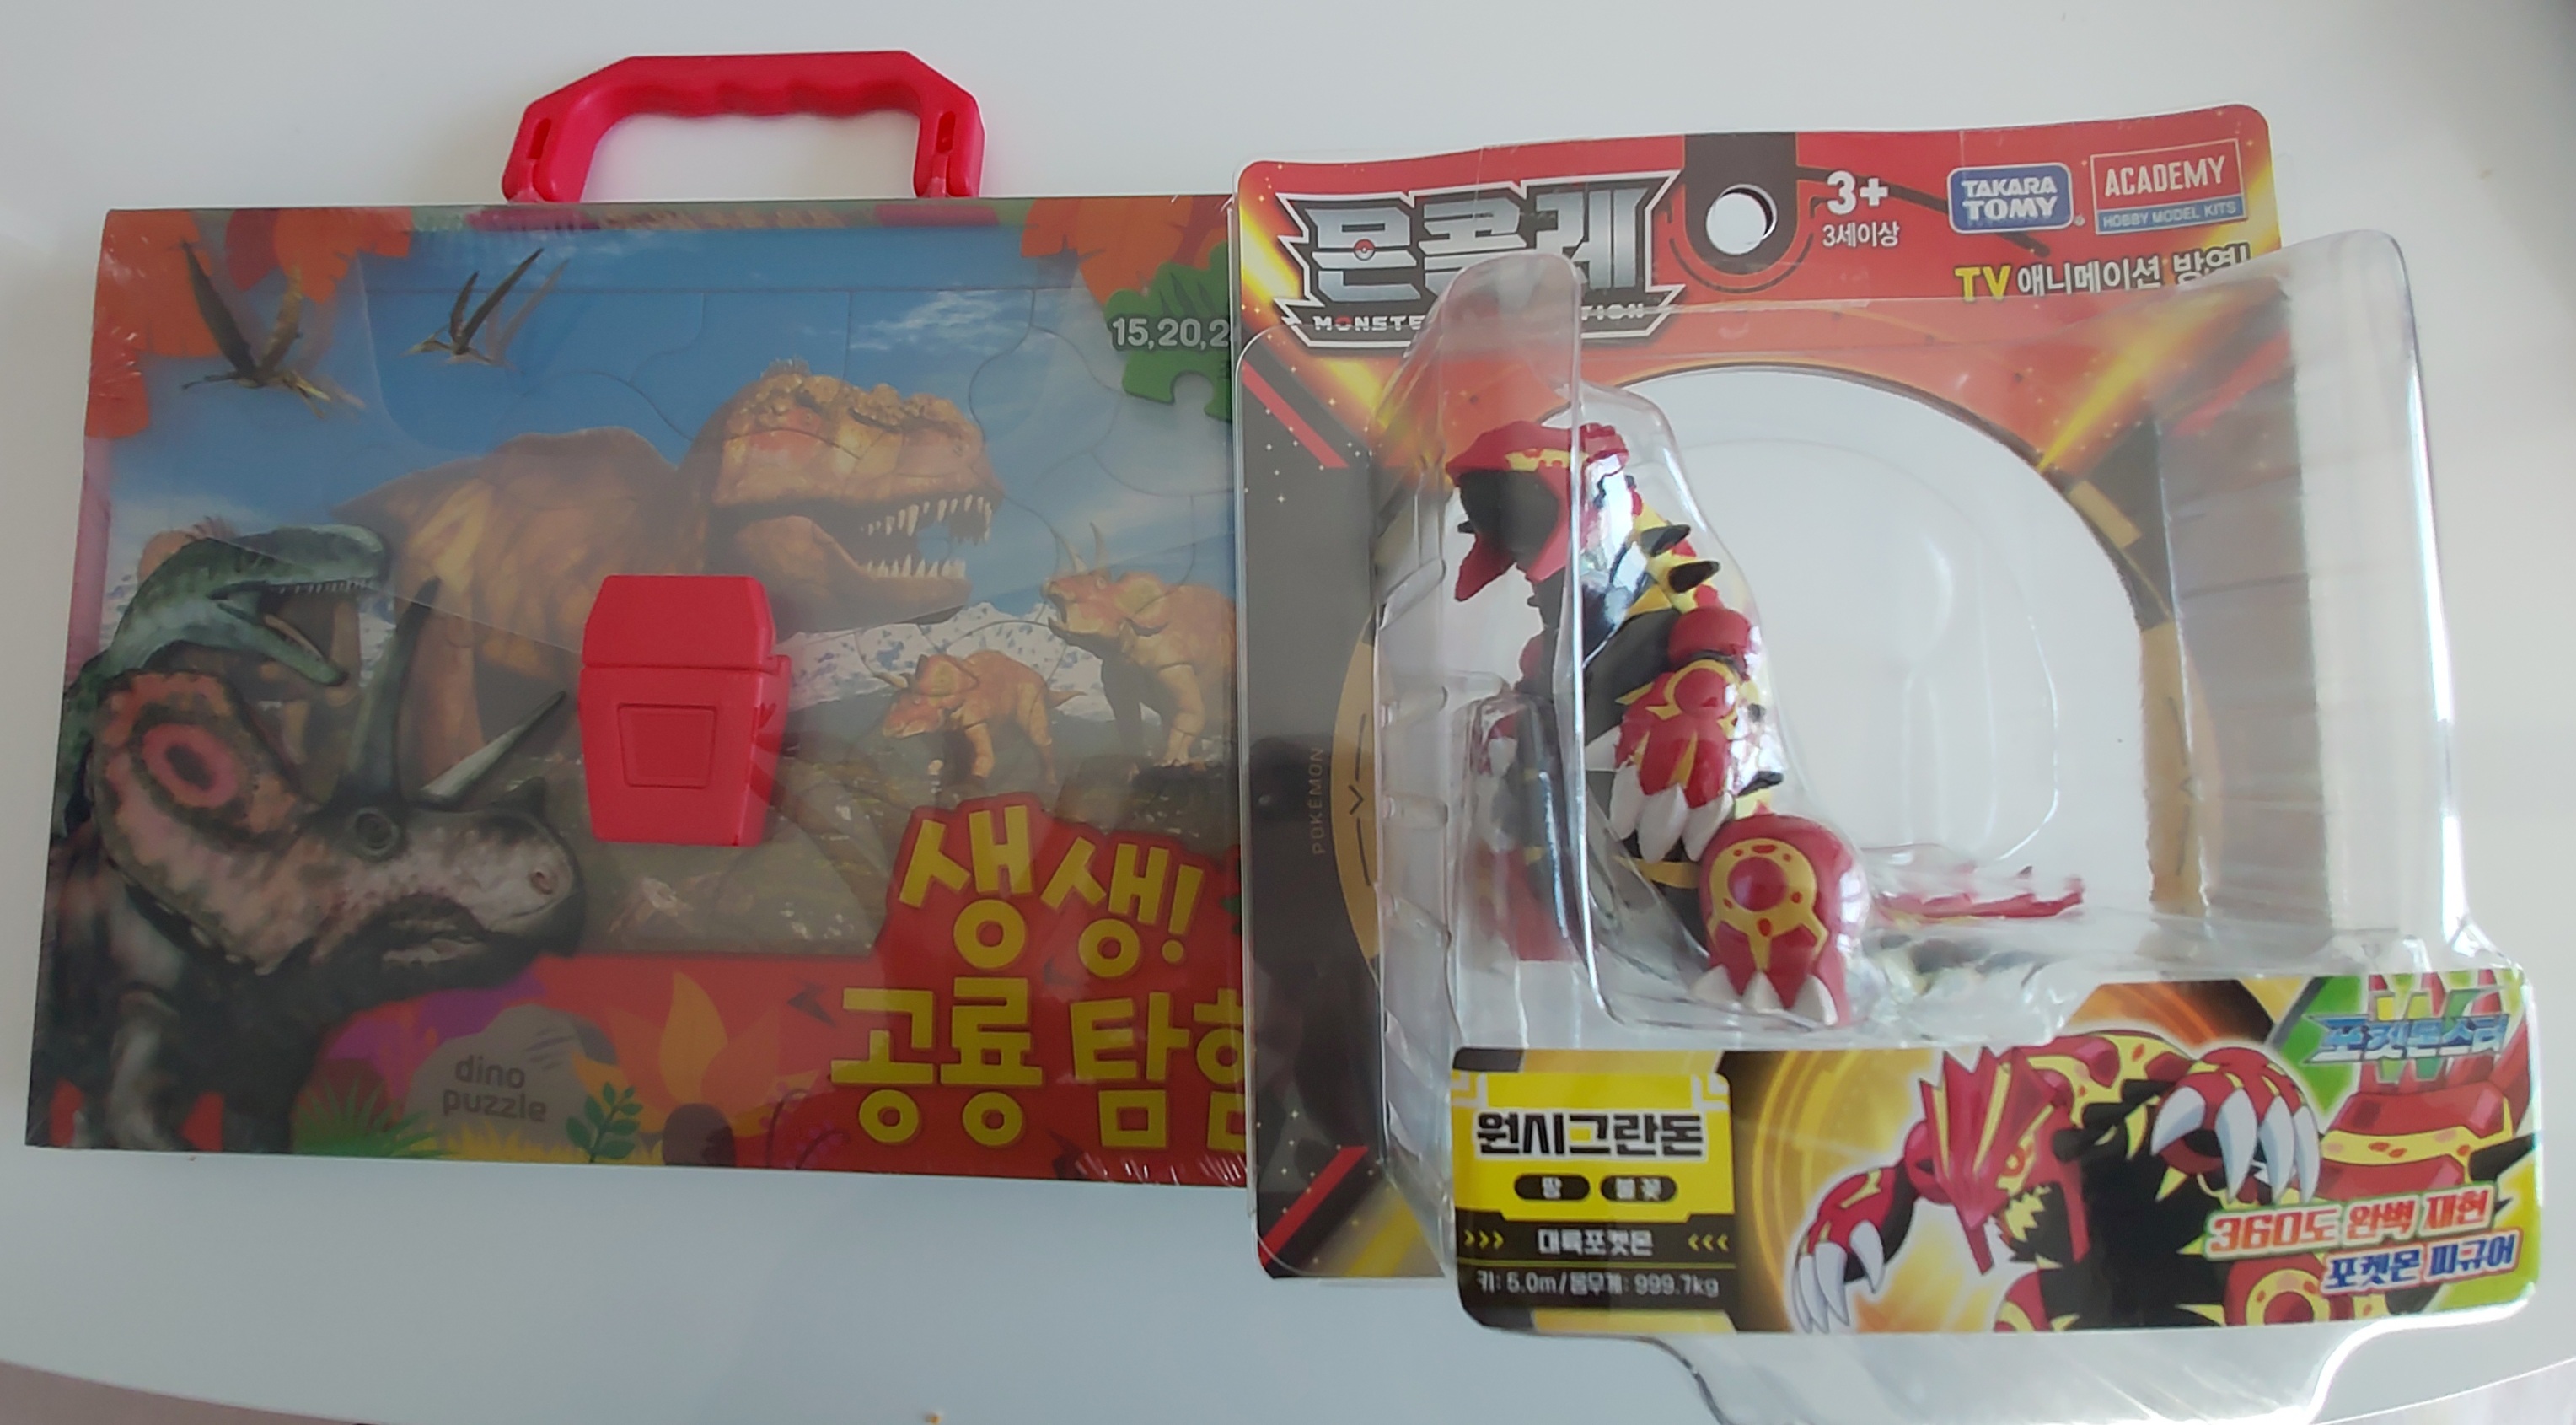 15,20,2
생생!
공룡 탐험
dino
puzzle
몬콜레
3+
3세이상
TAKARA
TOMY
ACADEMY
HOBBY MODEL KITS
TV 애니메이션 방영!
POKÉMON
포켓몬스터
W
원시그란돈
땅 불꽃
>>> 대륙포켓몬 <<<
키: 5.0m / 몸무게: 999.7kg
360도 완벽 재현
포켓몬 피규어